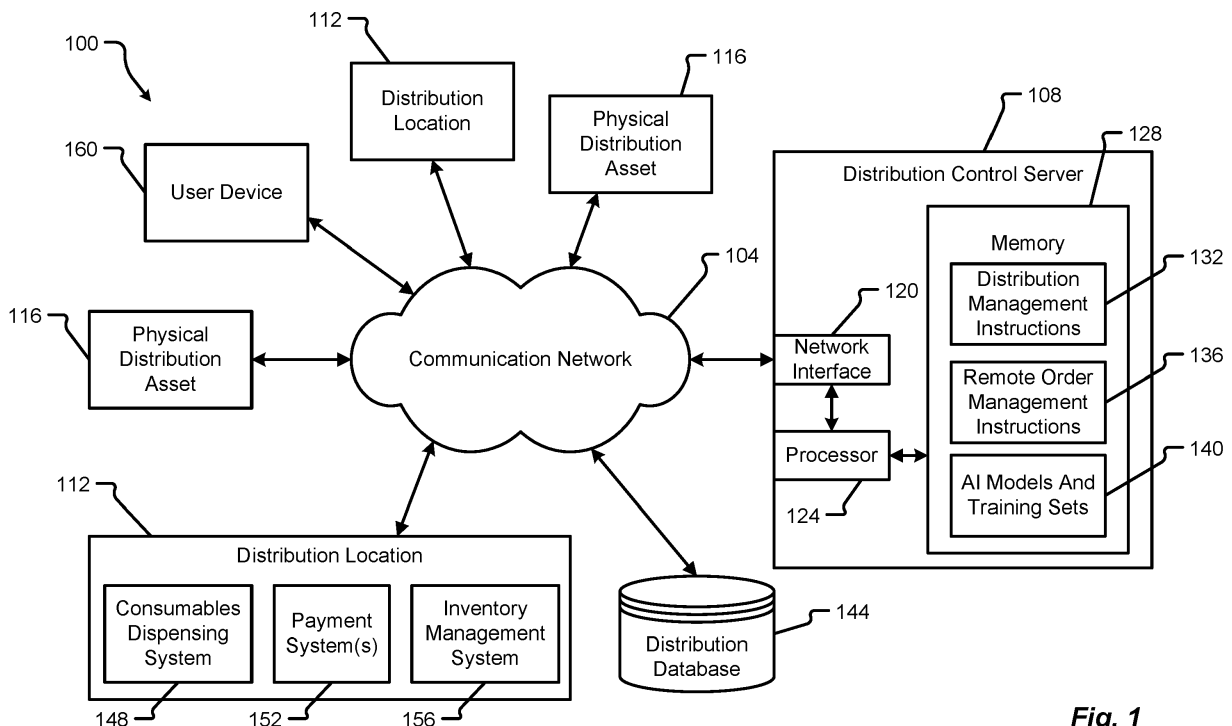 100
112
Distribution
Location
116
Physical
Distribution
Asset
160
User Device
108
Distribution Control Server
128
Memory
104
120
Distribution
Management
Instructions
132
116
Physical
Distribution
Asset
Communication Network
Network
Interface
Remote Order
Management
Instructions
136
Processor
124
AI Models And
Training Sets
140
112
Distribution Location
Consumables
Dispensing
System
Payment
System(s)
Inventory
Management
System
148
152
156
Distribution
Database
144
Fig. 1